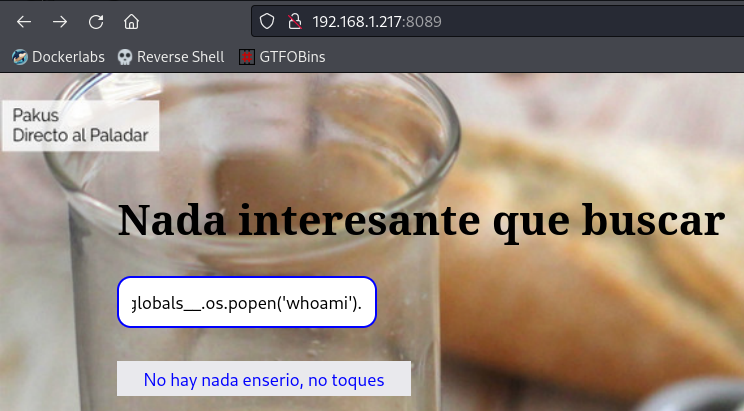 192.168.1.217:8089
Dockerlabs Reverse Shell GTFOBins
Pakus
Directo al Paladar
Nada interesante que buscar
globals__.os.popen('whoami').
No hay nada enserio, no toques